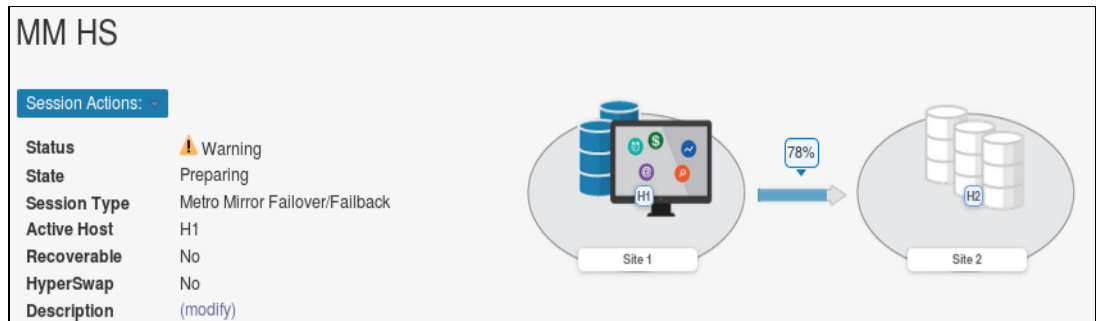 MM HS
Session Actions:
Status Warning
State Preparing
Session Type Metro Mirror Failover/Failback
Active Host H1
Recoverable No
HyperSwap No
Description (modify)
$
@
78%
H1
H2
Site 1
Site 2